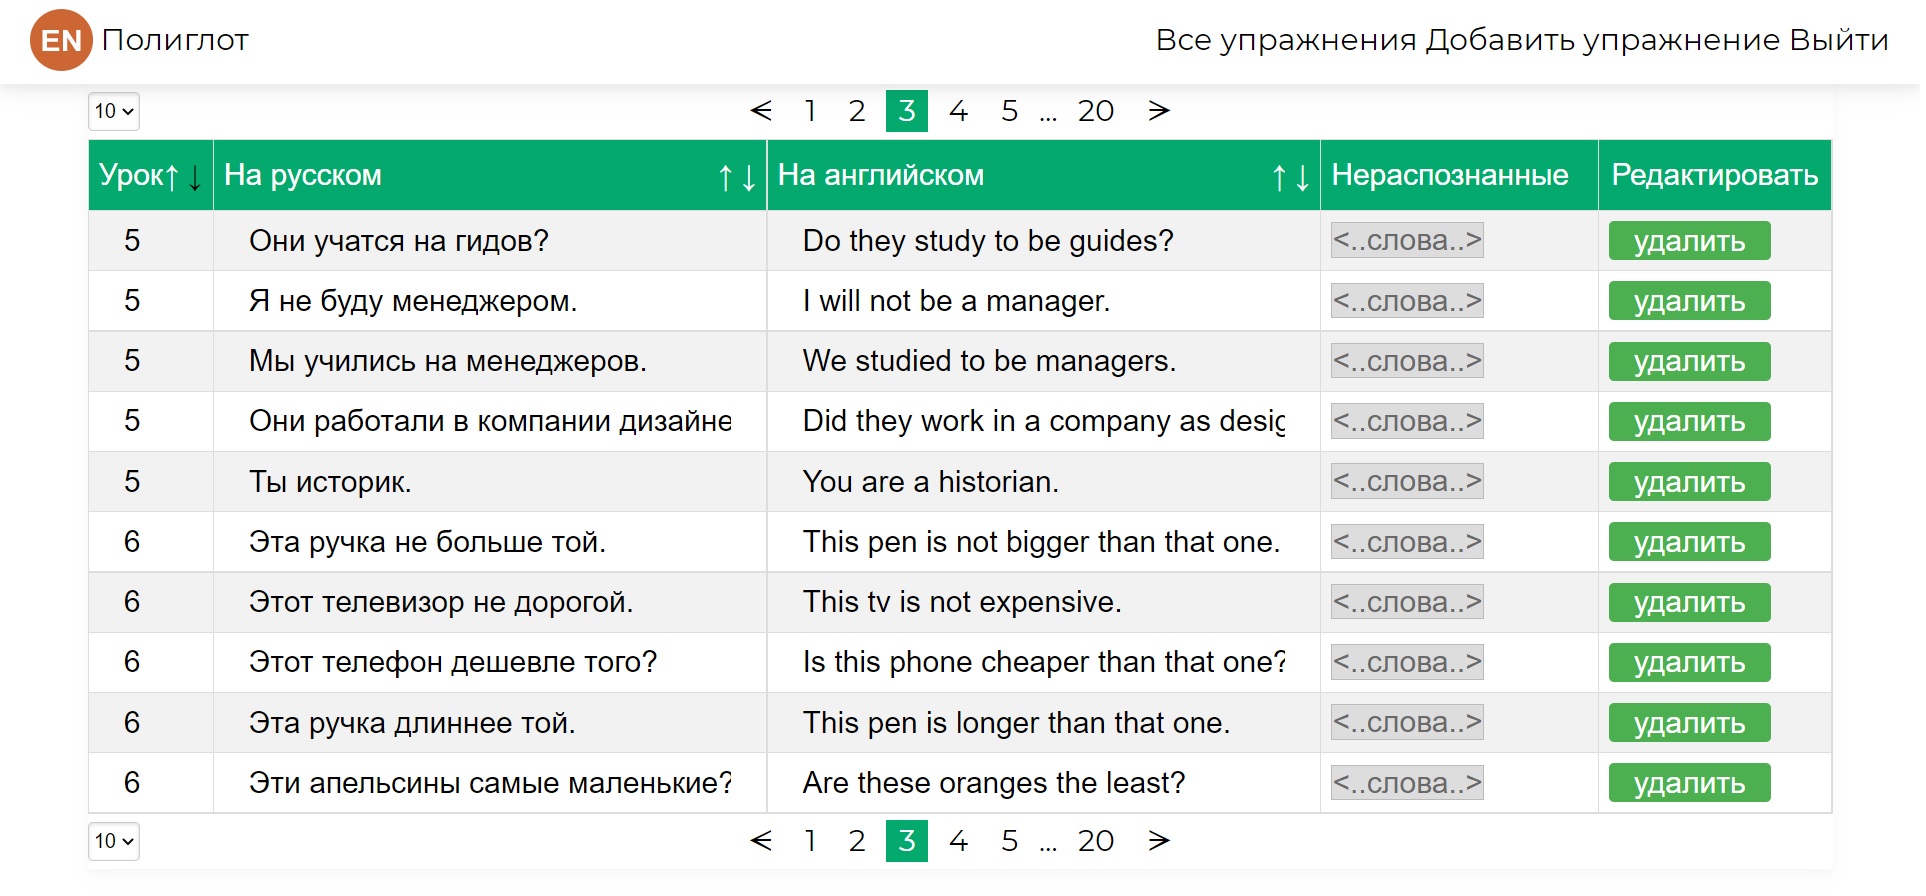 EN Полиглот Все упражнения Добавить упражнение Выйти
10 < 1 2 3 4 5 ... 20 >
Урок↑ ↓ На русском ↑ ↓ На английском ↑ ↓ Нераспознанные Редактировать
5 Они учатся на гидов? Do they study to be guides? <..слова..> удалить
5 Я не буду менеджером. I will not be a manager. <..слова..> удалить
5 Мы учились на менеджеров. We studied to be managers. <..слова..> удалить
5 Они работали в компании дизайне Did they work in a company as desig <..слова..> удалить
5 Ты историк. You are a historian. <..слова..> удалить
6 Эта ручка не больше той. This pen is not bigger than that one. <..слова..> удалить
6 Этот телевизор не дорогой. This tv is not expensive. <..слова..> удалить
6 Этот телефон дешевле того? Is this phone cheaper than that one? <..слова..> удалить
6 Эта ручка длиннее той. This pen is longer than that one. <..слова..> удалить
6 Эти апельсины самые маленькие? Are these oranges the least? <..слова..> удалить
10 < 1 2 3 4 5 ... 20 >